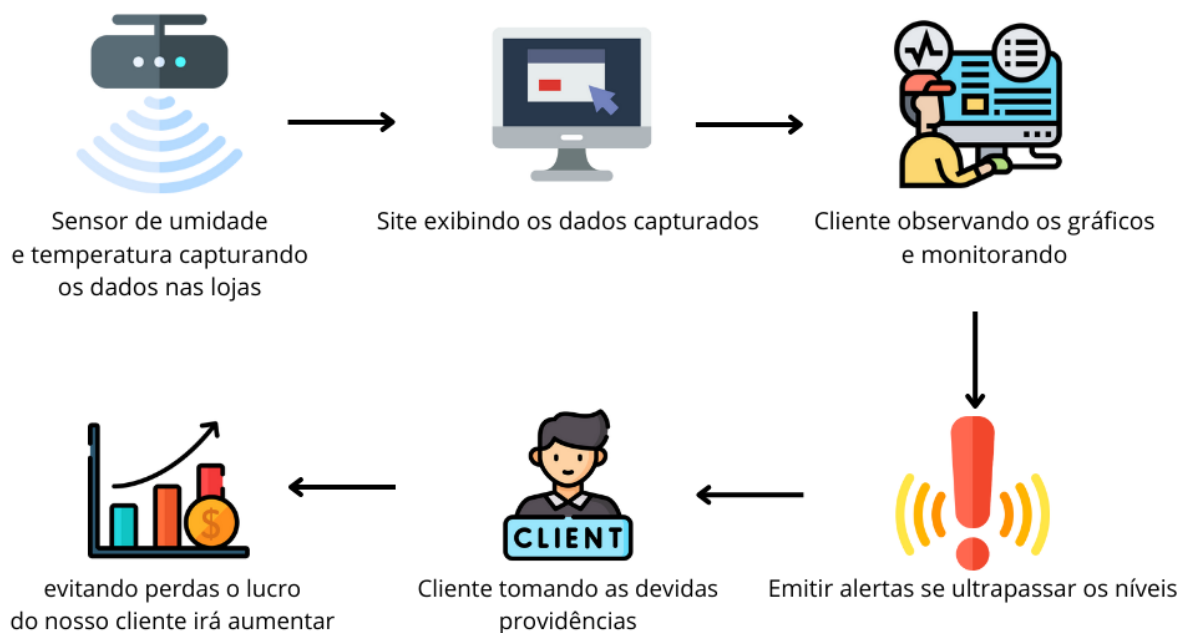 Sensor de umidade
e temperatura capturando
os dados nas lojas
Site exibindo os dados capturados
Cliente observando os gráficos
e monitorando
evitando perdas o lucro
do nosso cliente irá aumentar
CLIENT
Cliente tomando as devidas
providências
Emitir alertas se ultrapassar os níveis
$